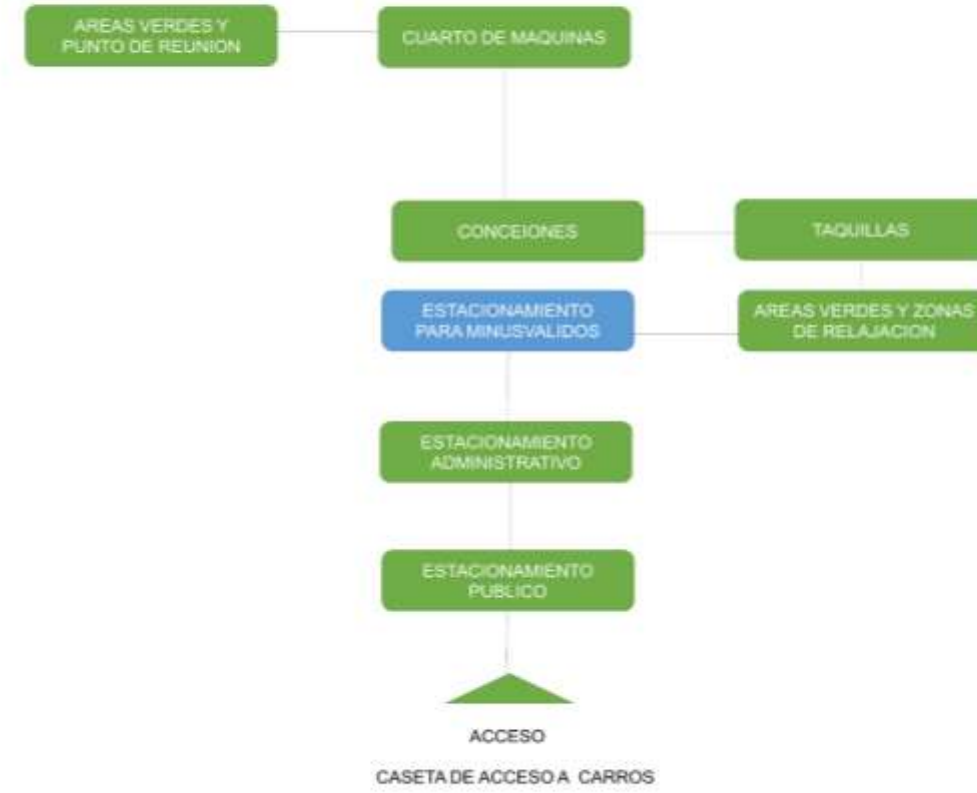 AREAS VERDES Y
PUNTO DE REUNION
CUARTO DE MAQUINAS
CONCEIONES
TAQUILLAS
ESTACIONAMIENTO
PARA MINUSVALIDOS
AREAS VERDES Y ZONAS
DE RELAJACION
ESTACIONAMIENTO
ADMINISTRATIVO
ESTACIONAMIENTO
PUBLICO
ACCESO
CASETA DE ACCESO A CARROS